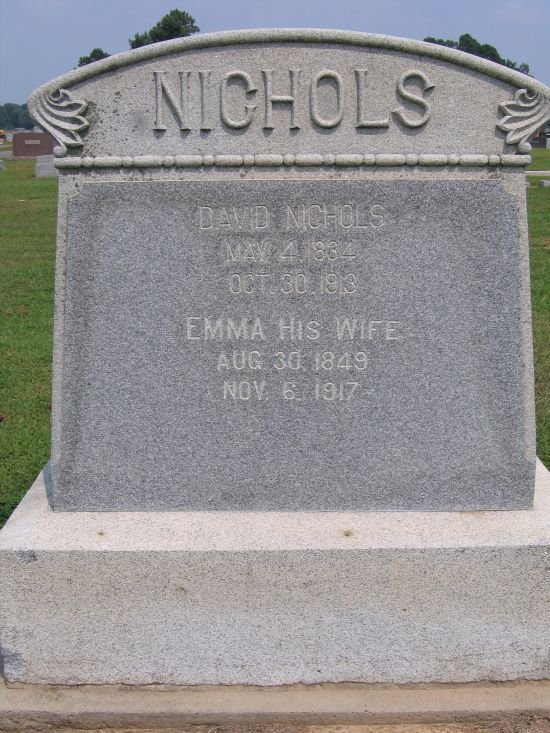 NICHOLS
DAVID NICHOLS
MAY 4, 1834
OCT. 30, 1913
EMMA HIS WIFE
AUG. 30, 1849
NOV. 6, 1917